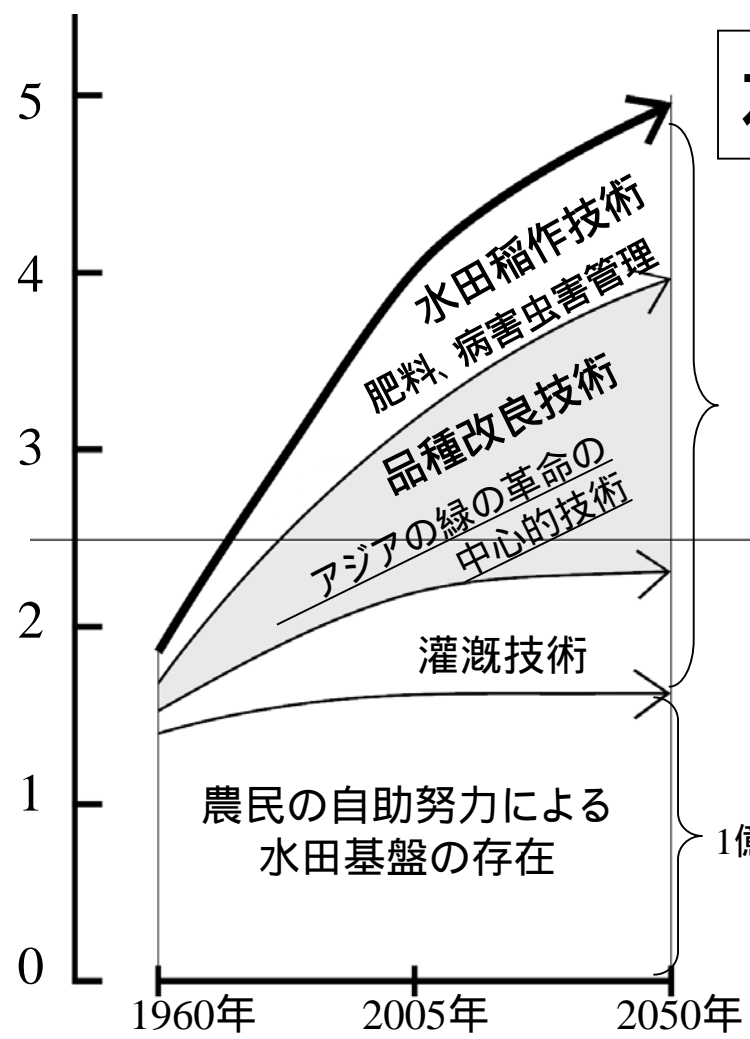 5
4
3
2
1
0
水田稲作技術
肥料、病害虫害管理
品種改良技術
アジアの緑の革命の
中心的技術
灌漑技術
農民の自助努力による
水田基盤の存在
1億
1960年
2005年
2050年